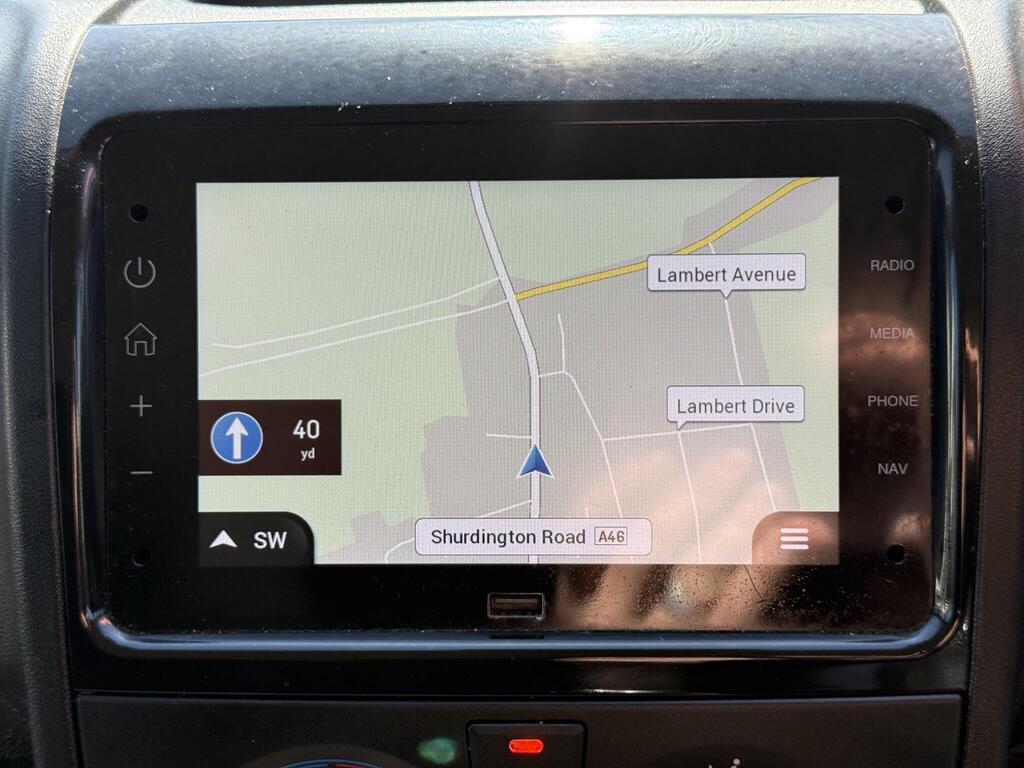 RADIO
Lambert Avenue
MEDIA
Lambert Drive
PHONE
40
yd
NAV
SW
Shurdington Road A46